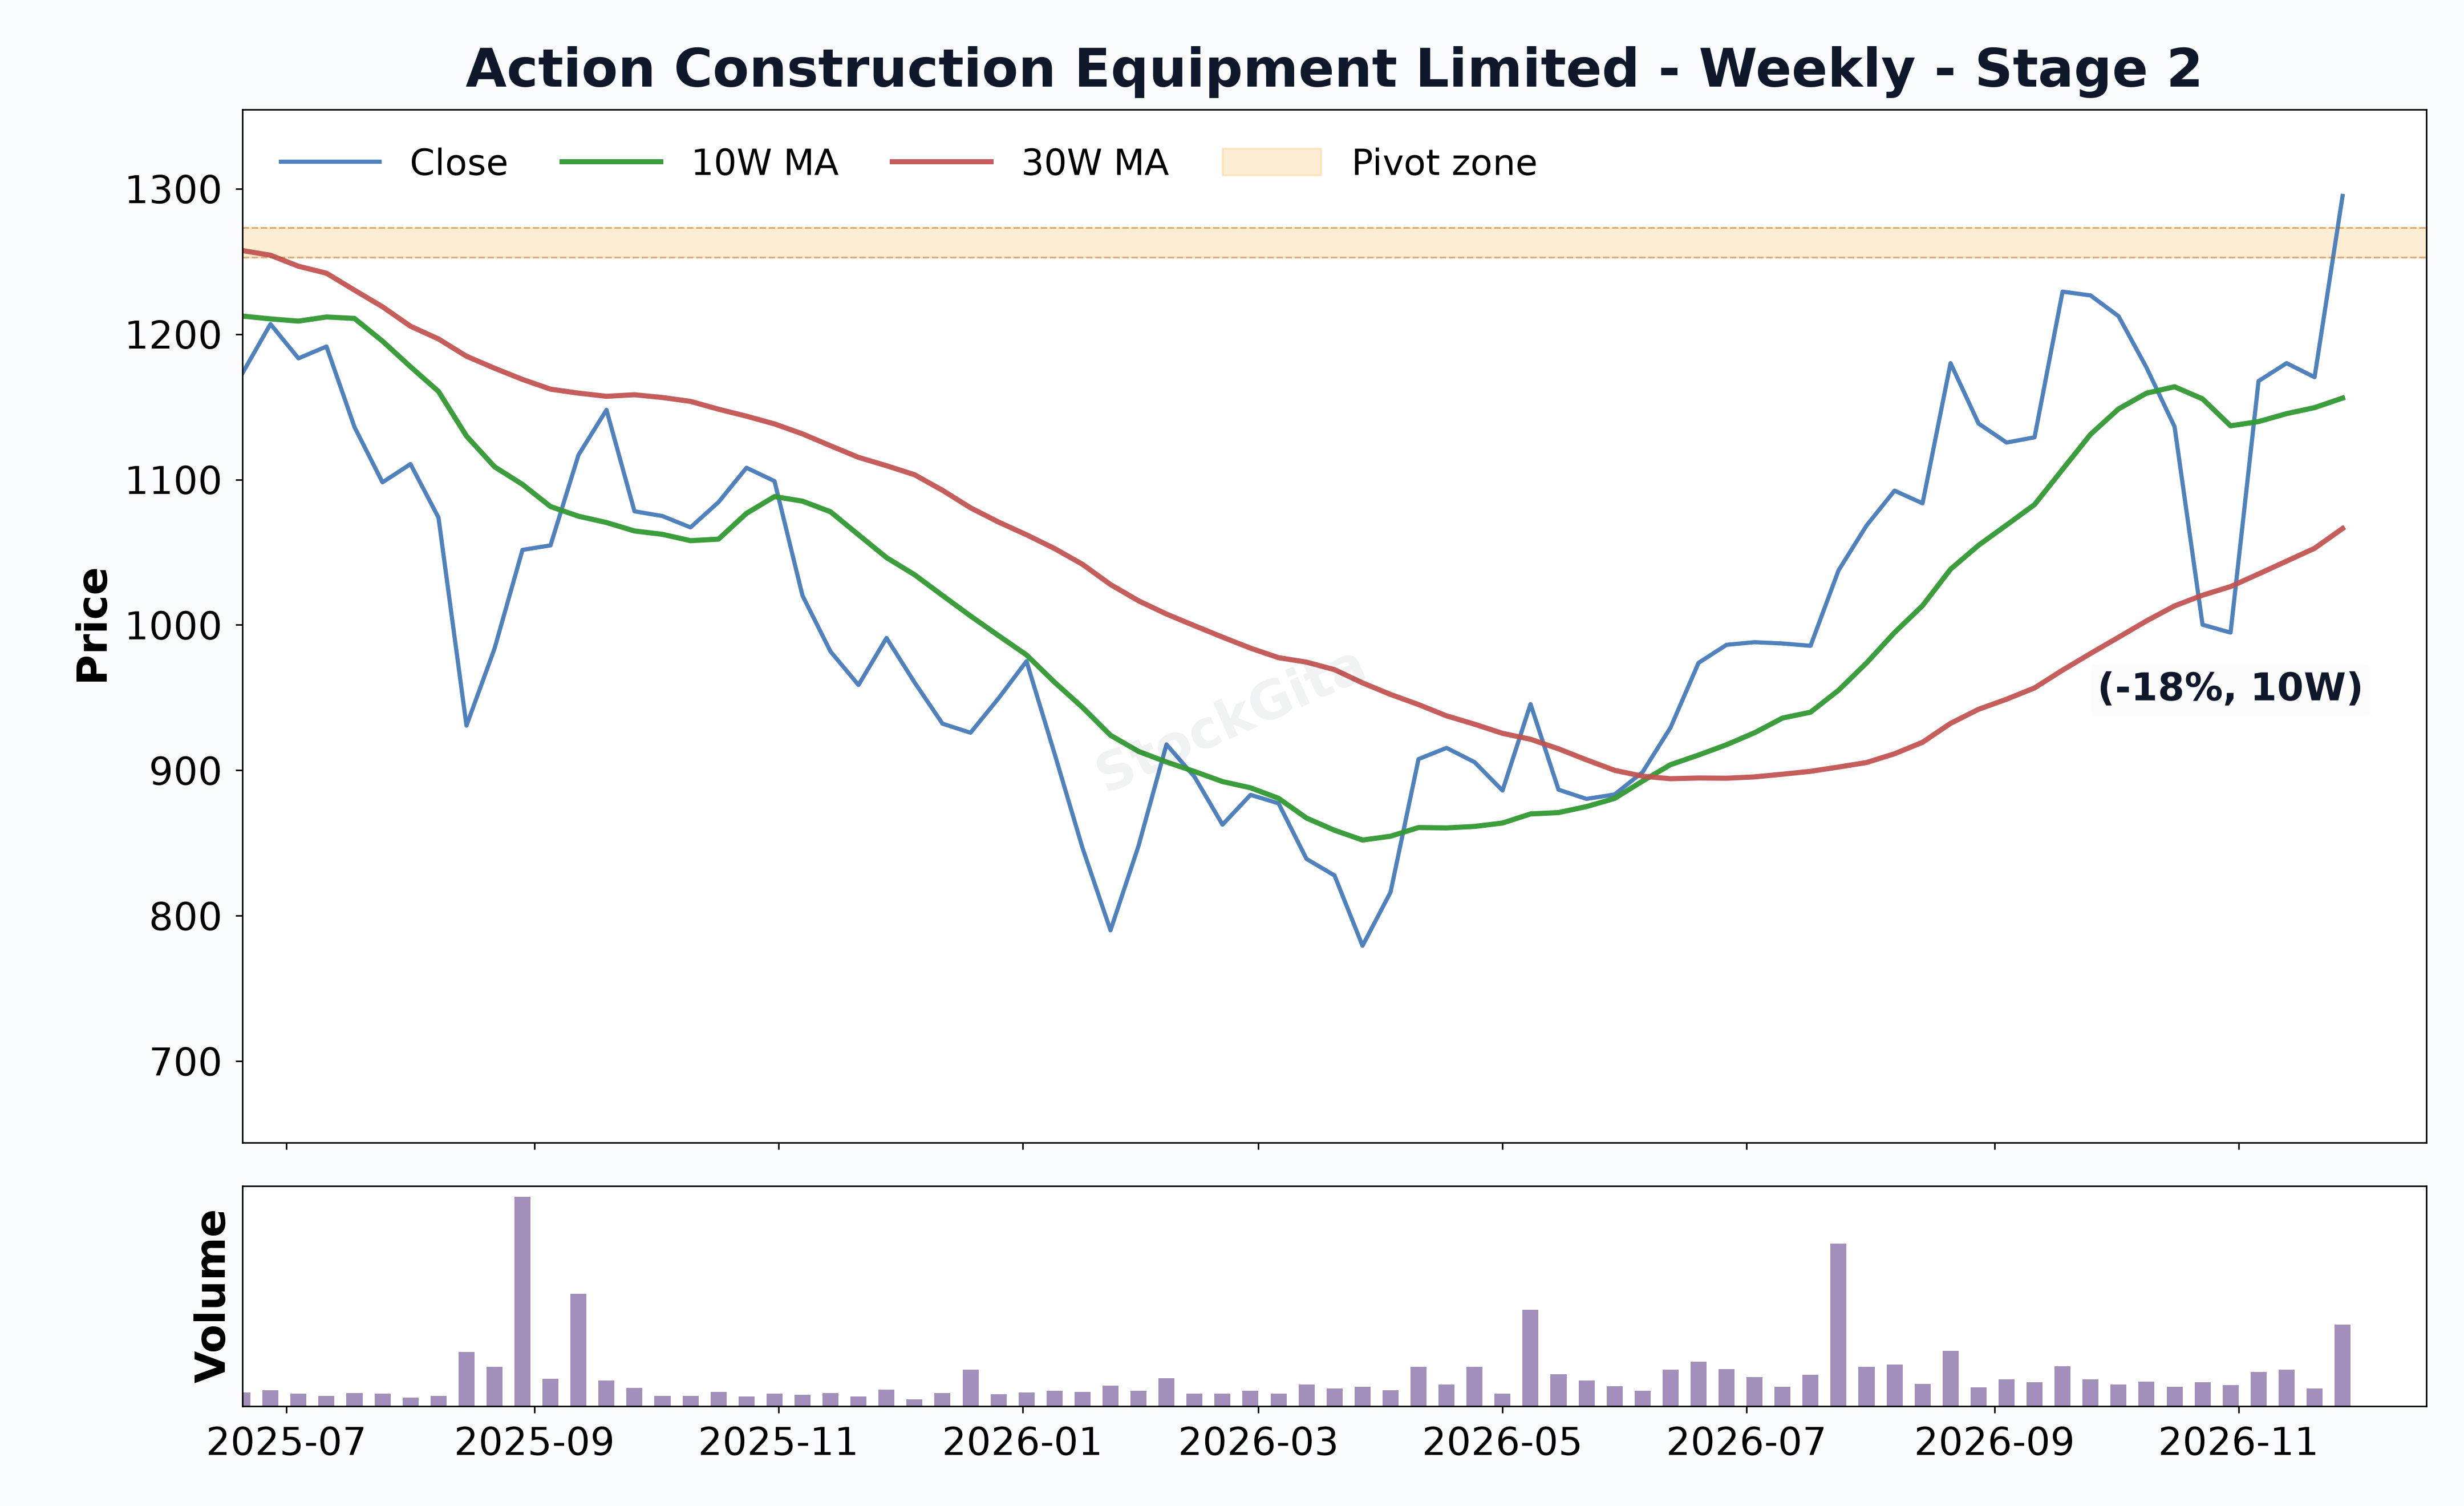 Action Construction Equipment Limited - Weekly - Stage 2
Close
10W MA
30W MA
Pivot zone
1300
1200
1100
1000
900
800
700
Price
StockGita
(-18%, 10W)
Volume
2025-07
2025-09
2025-11
2026-01
2026-03
2026-05
2026-07
2026-09
2026-11